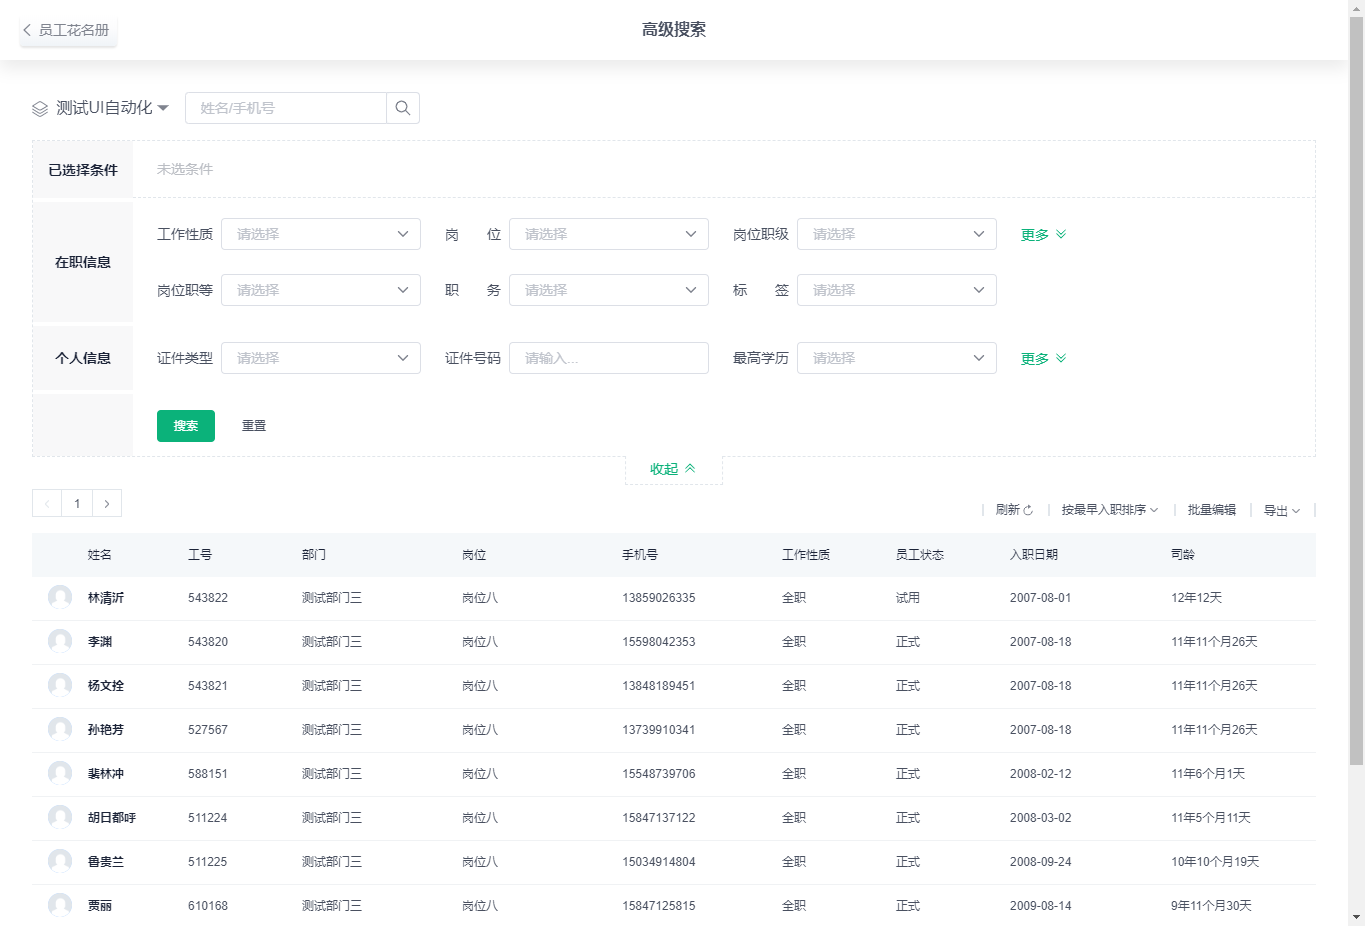 员工花名册
高级搜索
测试UI自动化 姓名/手机号
已选择条件 未选条件
在职信息
工作性质 请选择 岗 位 请选择 岗位职级 请选择 更多
岗位职等 请选择 职 务 请选择 标 签 请选择
个人信息 证件类型 请选择 证件号码 请输入... 最高学历 请选择 更多
搜索 重置
收起
1
刷新 按最早入职排序 批量编辑 导出
姓名 工号 部门 岗位 手机号 工作性质 员工状态 入职日期 司龄
林清沂 543822 测试部门三 岗位八 13859026335 全职 试用 2007-08-01 12年12天
李渊 543820 测试部门三 岗位八 15598042353 全职 正式 2007-08-18 11年11个月26天
杨文拴 543821 测试部门三 岗位八 13848189451 全职 正式 2007-08-18 11年11个月26天
孙艳芳 527567 测试部门三 岗位八 13739910341 全职 正式 2007-08-18 11年11个月26天
裴林冲 588151 测试部门三 岗位八 15548739706 全职 正式 2008-02-12 11年6个月1天
胡日都呼 511224 测试部门三 岗位八 15847137122 全职 正式 2008-03-02 11年5个月11天
鲁贵兰 511225 测试部门三 岗位八 15034914804 全职 正式 2008-09-24 10年10个月19天
贾丽 610168 测试部门三 岗位八 15847125815 全职 正式 2009-08-14 9年11个月30天